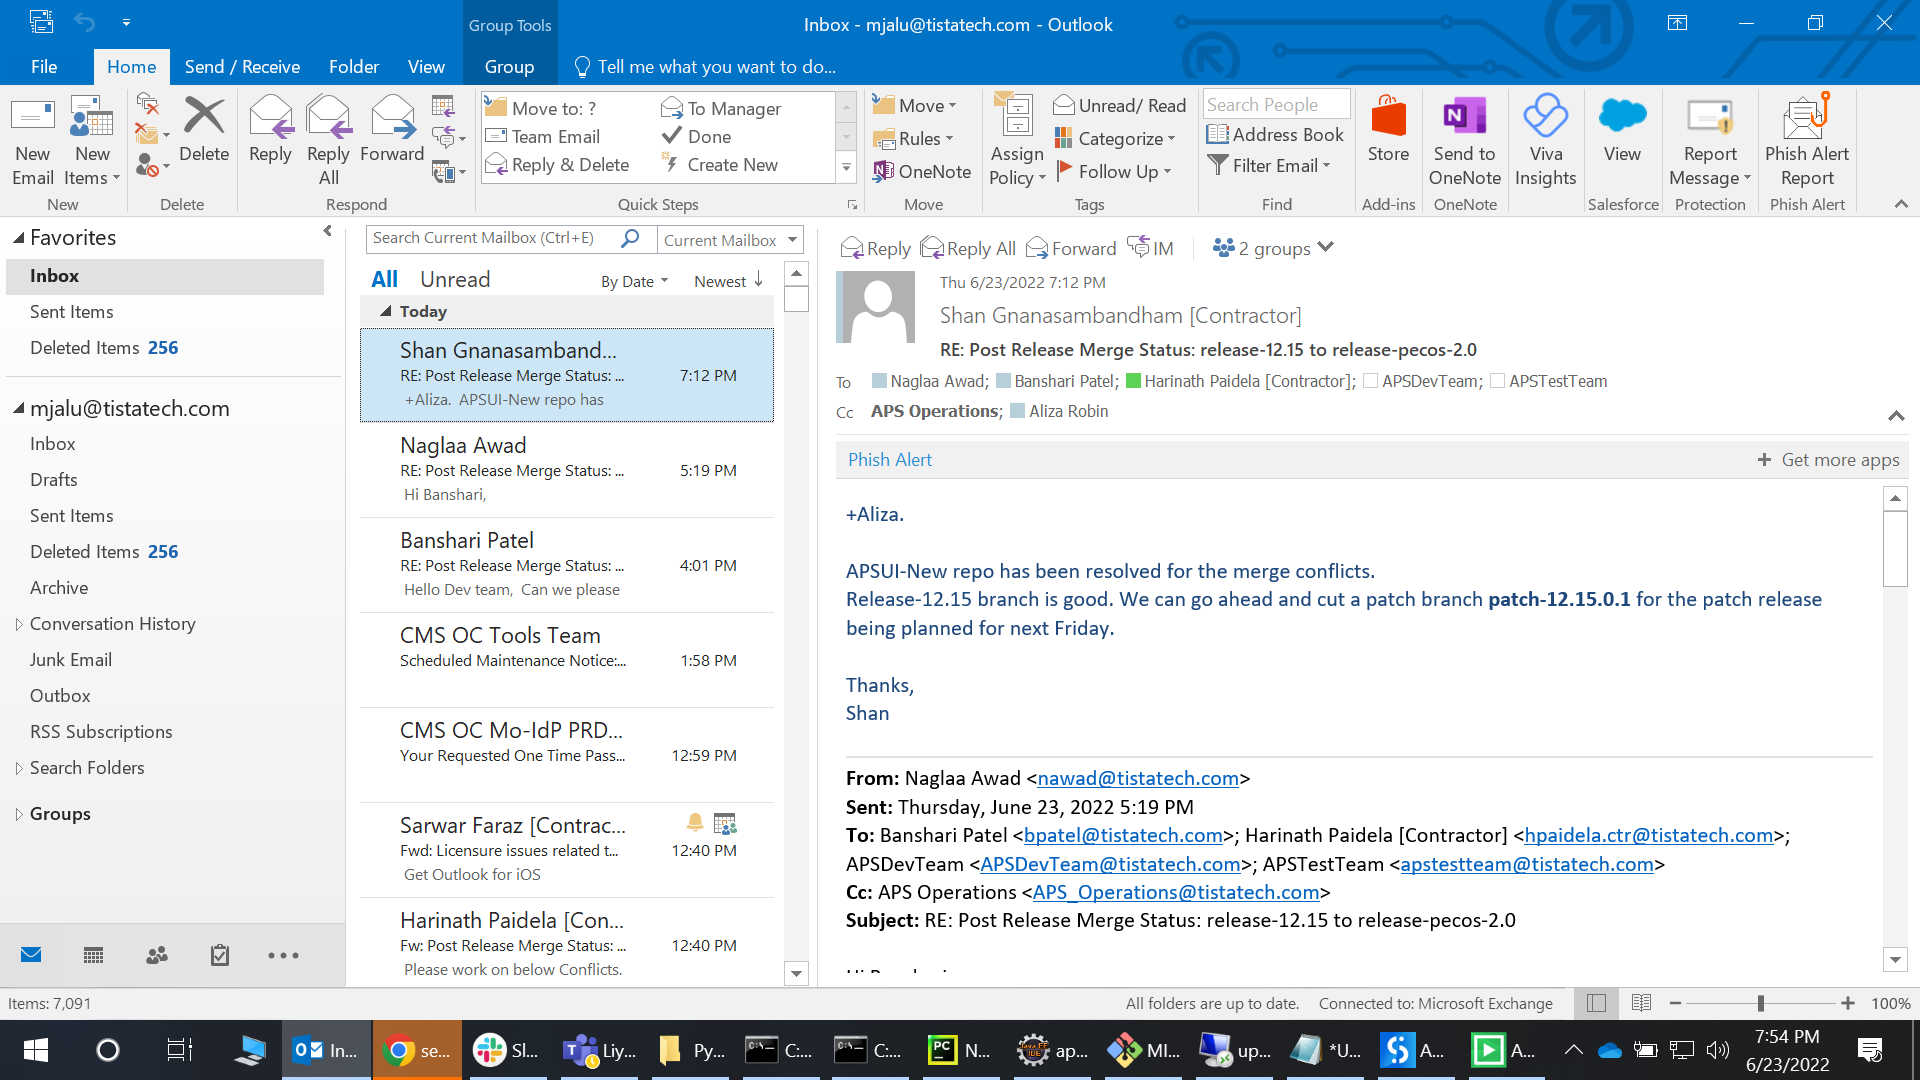 Group Tools
Inbox - mjalu@tistatech.com - Outlook
File
Home
Send / Receive
Folder
View
Group
Tell me what you want to do...
New Email
New Items
New
Delete
Delete
Reply
Reply All
Forward
Respond
Move to: ?
Team Email
Reply & Delete
To Manager
Done
Create New
Quick Steps
Move
Rules
OneNote
Move
Assign Policy
Unread/ Read
Categorize
Follow Up
Tags
Search People
Address Book
Filter Email
Find
Store
Add-ins
Send to OneNote
OneNote
Viva Insights
View
Salesforce
Report Message
Protection
Phish Alert Report
Phish Alert
Favorites
Inbox
Sent Items
Deleted Items 256
mjalu@tistatech.com
Inbox
Drafts
Sent Items
Deleted Items 256
Archive
Conversation History
Junk Email
Outbox
RSS Subscriptions
Search Folders
Groups
Search Current Mailbox (Ctrl+E)
Current Mailbox
All
Unread
By Date
Newest ↓
Today
Shan Gnanasamband...
RE: Post Release Merge Status: ...
7:12 PM
+Aliza.  APSUI-New repo has
Naglaa Awad
RE: Post Release Merge Status: ...
5:19 PM
Hi Banshari,
Banshari Patel
RE: Post Release Merge Status: ...
4:01 PM
Hello Dev team,  Can we please
CMS OC Tools Team
Scheduled Maintenance Notice:...
1:58 PM
CMS OC Mo-IdP PRD...
Your Requested One Time Pass...
12:59 PM
Sarwar Faraz [Contrac...
Fwd: Licensure issues related t...
12:40 PM
Get Outlook for iOS
Harinath Paidela [Con...
Fw: Post Release Merge Status: ...
12:40 PM
Please work on below Conflicts.
Reply
Reply All
Forward
IM
2 groups
Thu 6/23/2022 7:12 PM
Shan Gnanasambandham [Contractor]
RE: Post Release Merge Status: release-12.15 to release-pecos-2.0
To Naglaa Awad; Banshari Patel; Harinath Paidela [Contractor]; APSDevTeam; APSTestTeam
Cc APS Operations; Aliza Robin
Phish Alert
+ Get more apps
+Aliza.
APSUI-New repo has been resolved for the merge conflicts.
Release-12.15 branch is good. We can go ahead and cut a patch branch patch-12.15.0.1 for the patch release
being planned for next Friday.
Thanks,
Shan
From: Naglaa Awad <nawad@tistatech.com>
Sent: Thursday, June 23, 2022 5:19 PM
To: Banshari Patel <bpatel@tistatech.com>; Harinath Paidela [Contractor] <hpaidela.ctr@tistatech.com>;
APSDevTeam <APSDevTeam@tistatech.com>; APSTestTeam <apstestteam@tistatech.com>
Cc: APS Operations <APS_Operations@tistatech.com>
Subject: RE: Post Release Merge Status: release-12.15 to release-pecos-2.0
Items: 7,091
All folders are up to date.
Connected to: Microsoft Exchange
100%
In...
se...
Sl...
Liy...
Py...
C:...
C:...
N...
ap...
MI...
up...
*U...
A...
A...
7:54 PM
6/23/2022